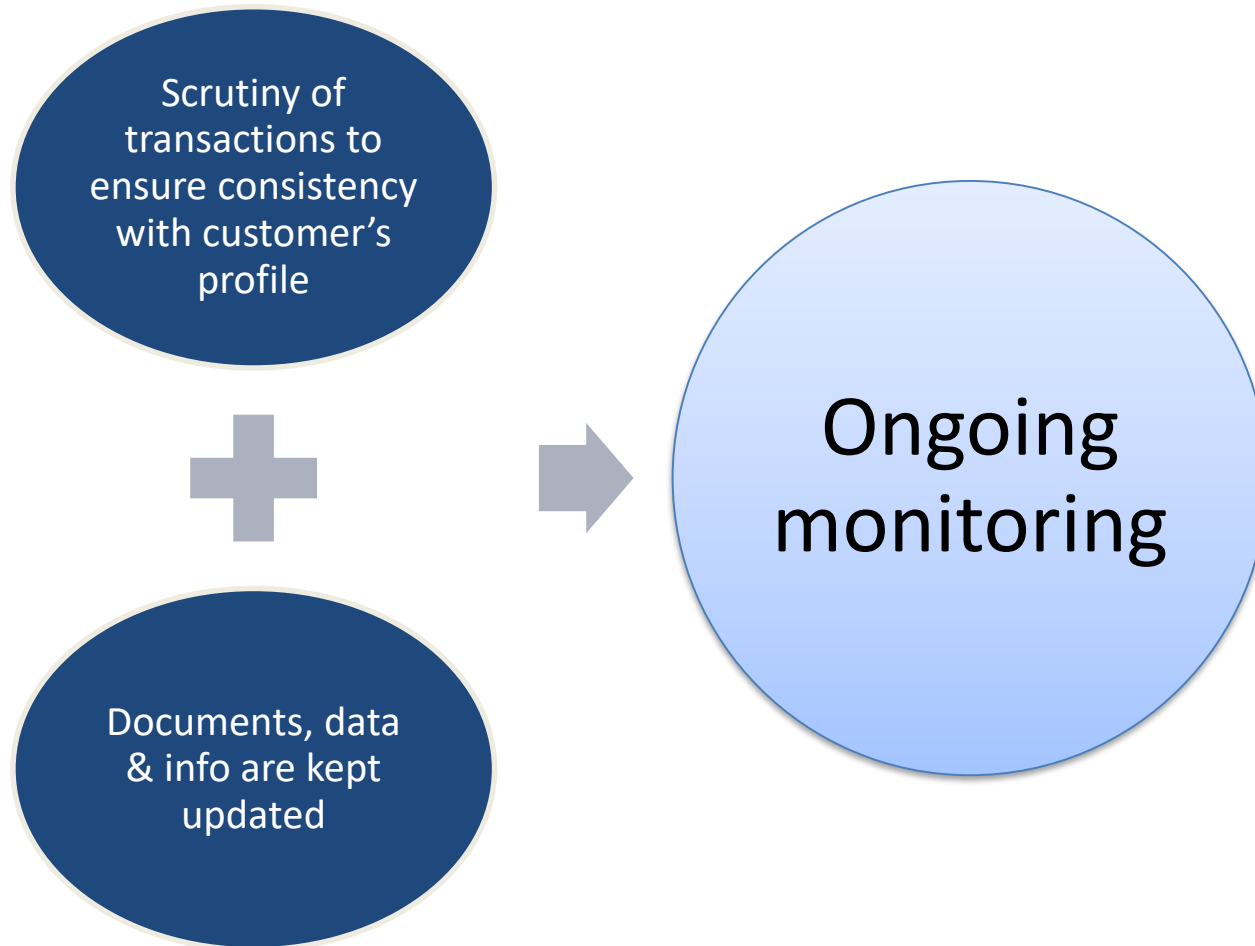 Scrutiny of
transactions to
ensure consistency
with customer’s
profile
Documents, data
& info are kept
updated
Ongoing
monitoring